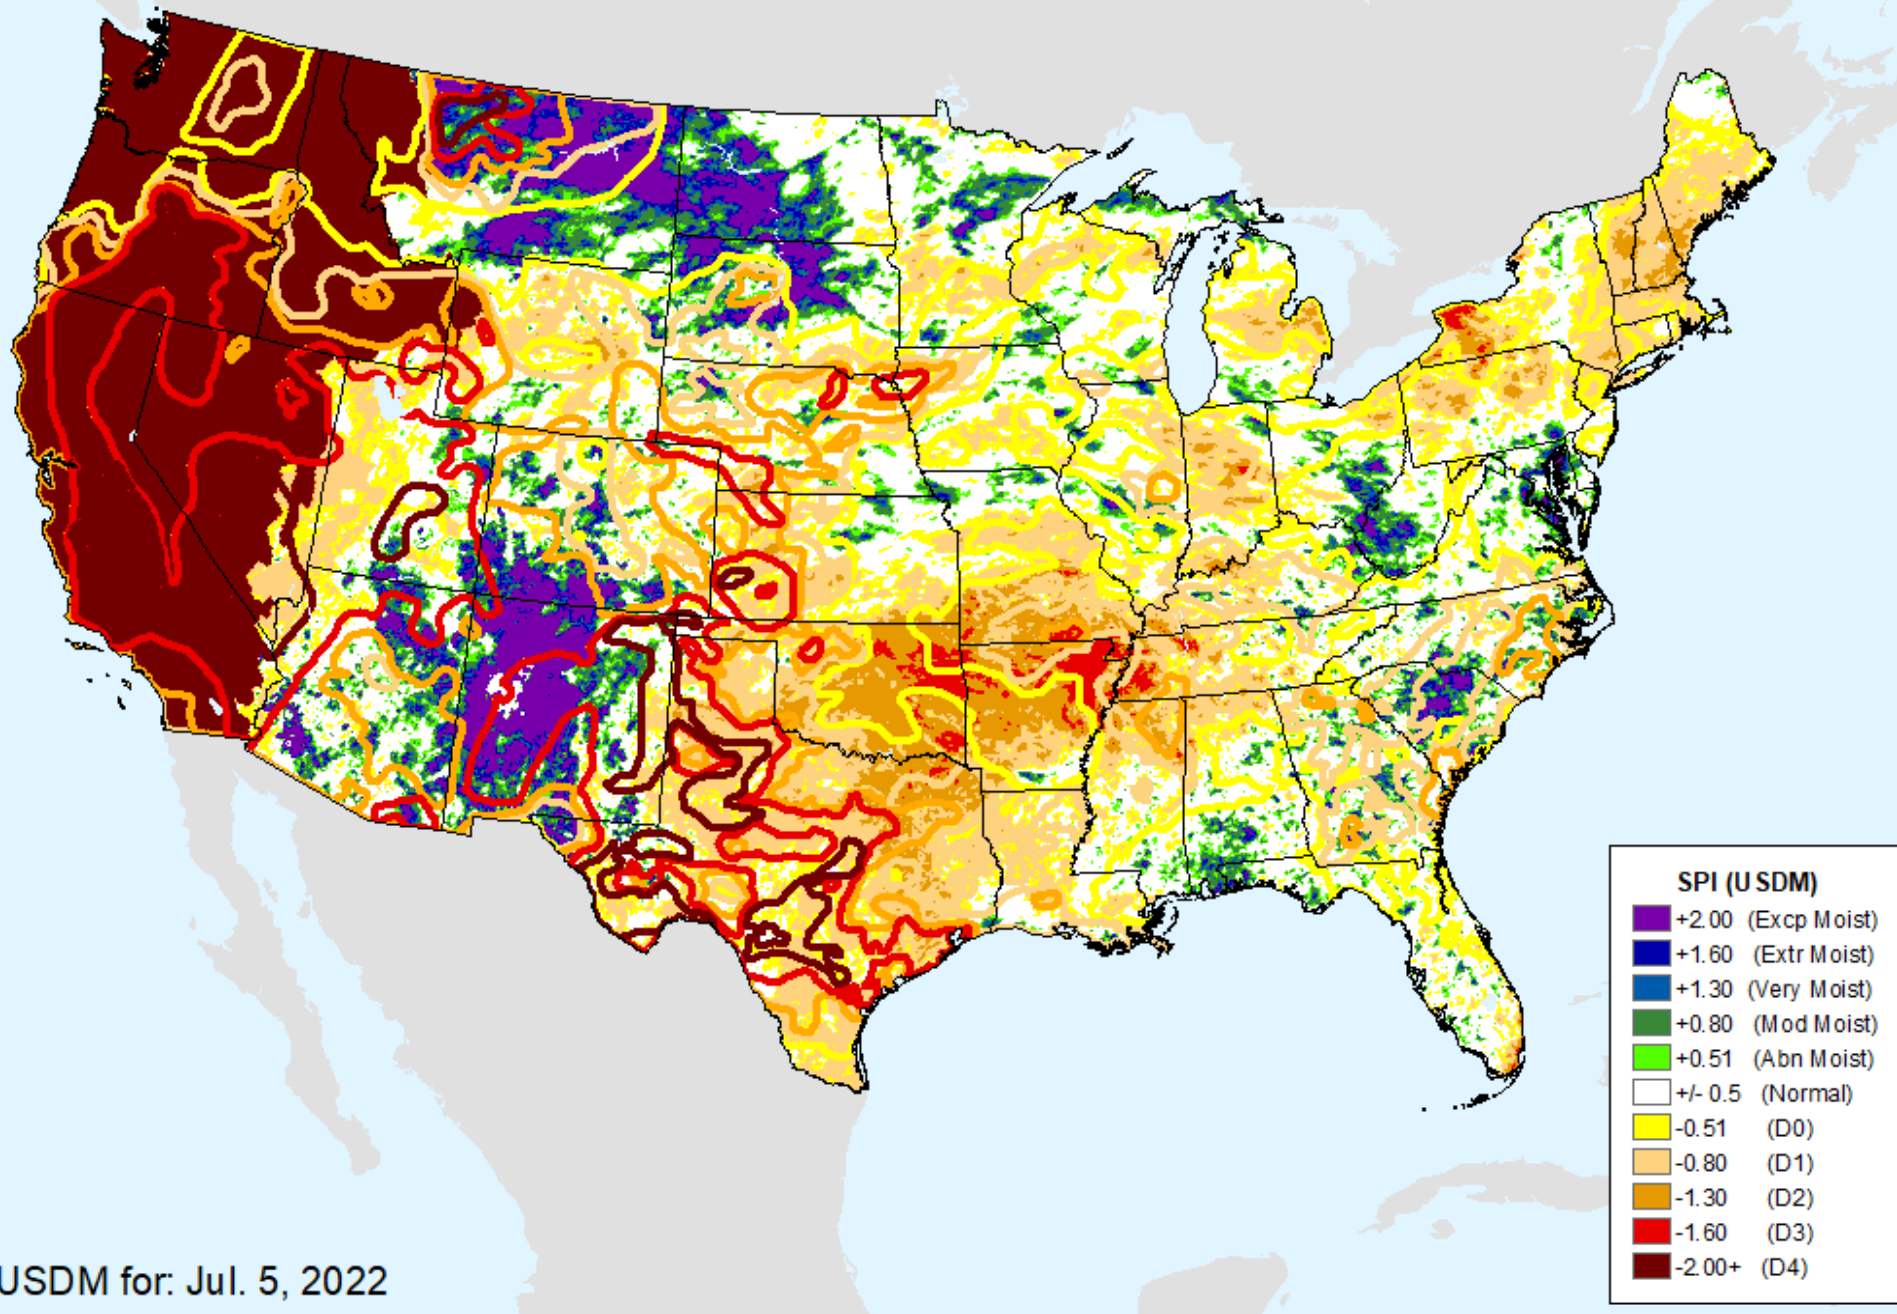 SPI (USDM)
+2.00 (Excp Moist)
+1.60 (Extr Moist)
+1.30 (Very Moist)
+0.80 (Mod Moist)
+0.51 (Abn Moist)
+/- 0.5 (Normal)
-0.51 (D0)
-0.80 (D1)
-1.30 (D2)
-1.60 (D3)
-2.00+ (D4)
USDM for: Jul. 5, 2022